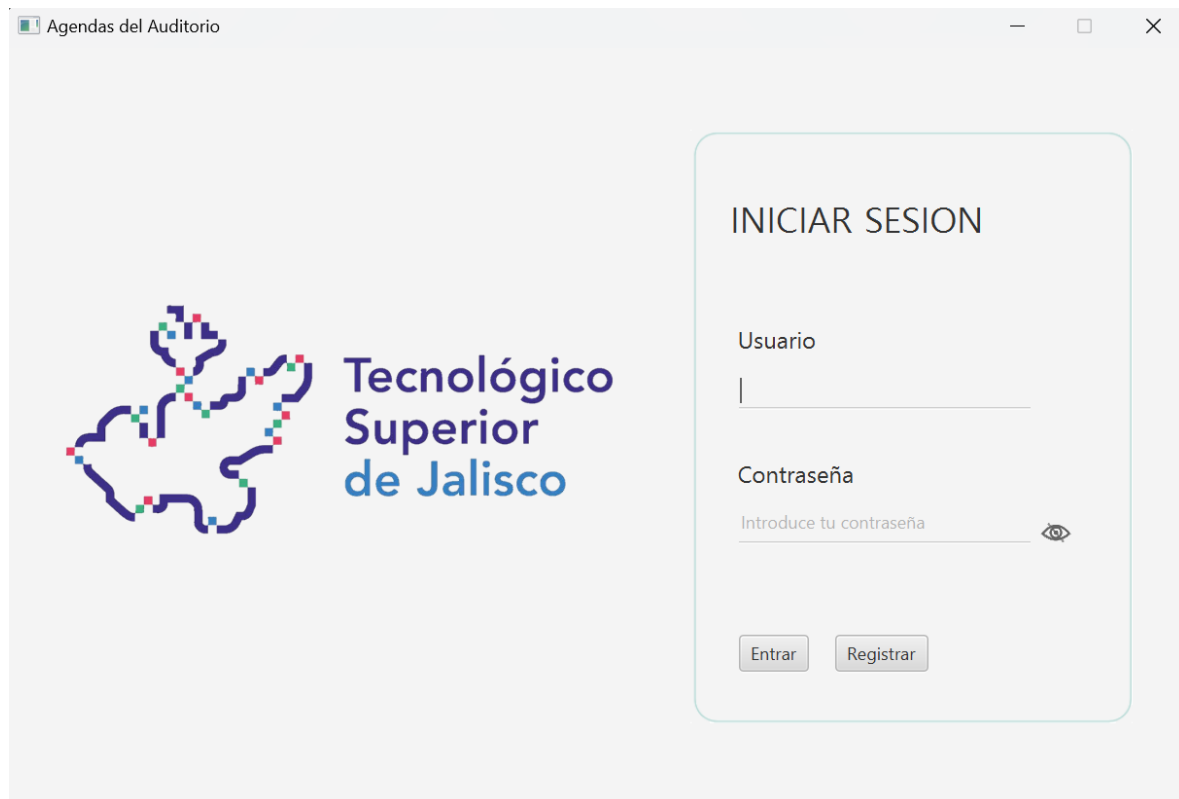 Agendas del Auditorio
Tecnológico
Superior
de Jalisco
INICIAR SESION
Usuario
Contraseña
Introduce tu contraseña
Entrar
Registrar